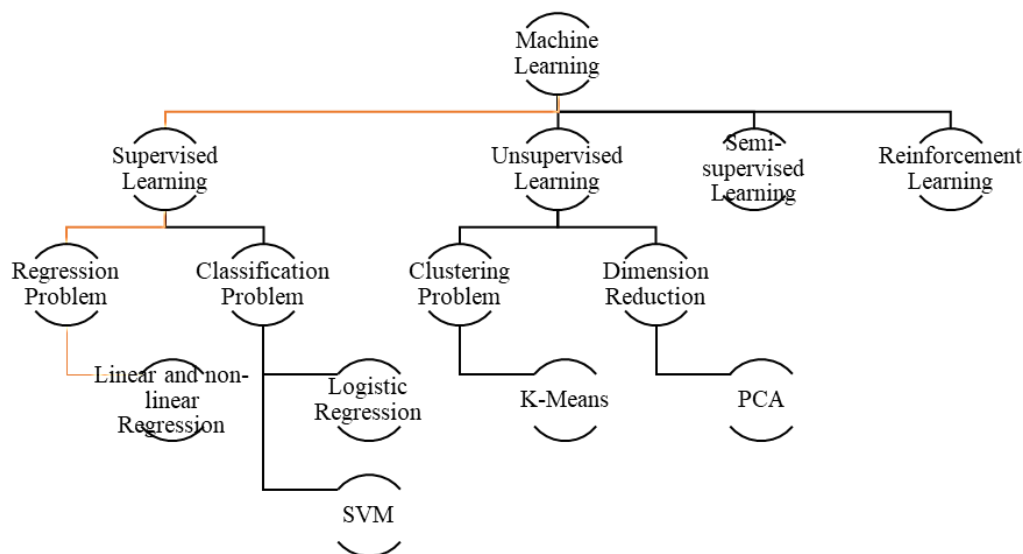 Machine
Learning
Supervised
Learning
Unsupervised
Learning
Semi-
supervised
Learning
Reinforcement
Learning
Regression
Problem
Classification
Problem
Clustering
Problem
Dimension
Reduction
Linear and non-
linear
Regression
Logistic
Regression
K-Means
PCA
SVM